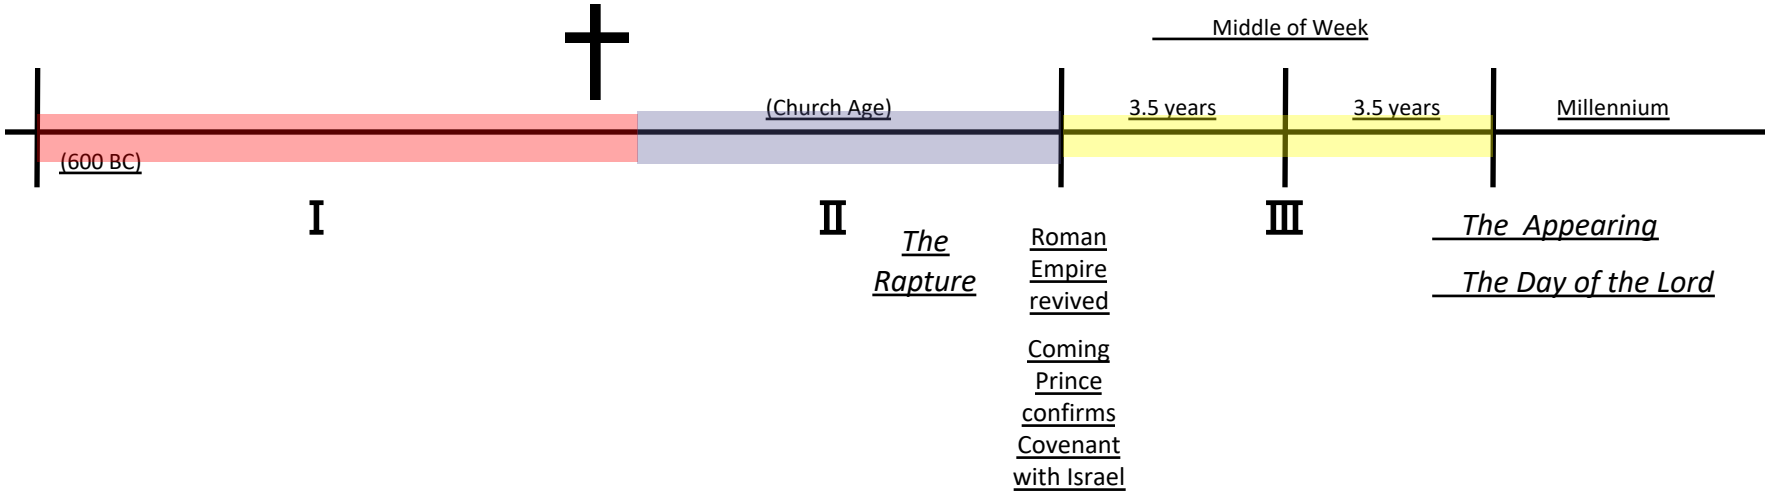 Middle of Week
(Church Age)
3.5 years
3.5 years
Millennium
(600 BC)
I
II
III
The
Rapture
Roman
Empire
revived
Coming
Prince
confirms
Covenant
with Israel
The Appearing
The Day of the Lord